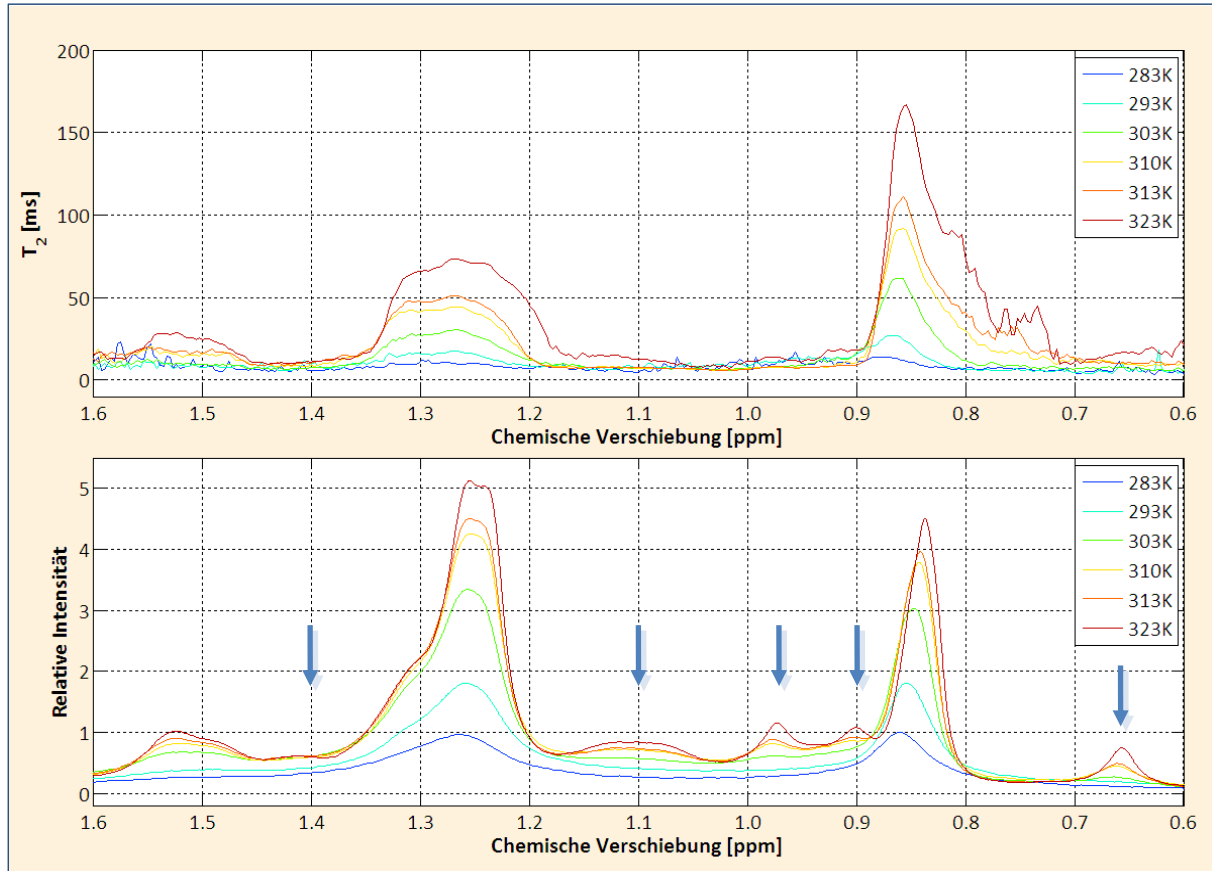 200
150
100
50
0
T2 [ms]
283K
293K
303K
310K
313K
323K
1.6 1.5 1.4 1.3 1.2 1.1 1.0 0.9 0.8 0.7 0.6
Chemische Verschiebung [ppm]
5
4
3
2
1
0
Relative Intensität
283K
293K
303K
310K
313K
323K
1.6 1.5 1.4 1.3 1.2 1.1 1.0 0.9 0.8 0.7 0.6
Chemische Verschiebung [ppm]